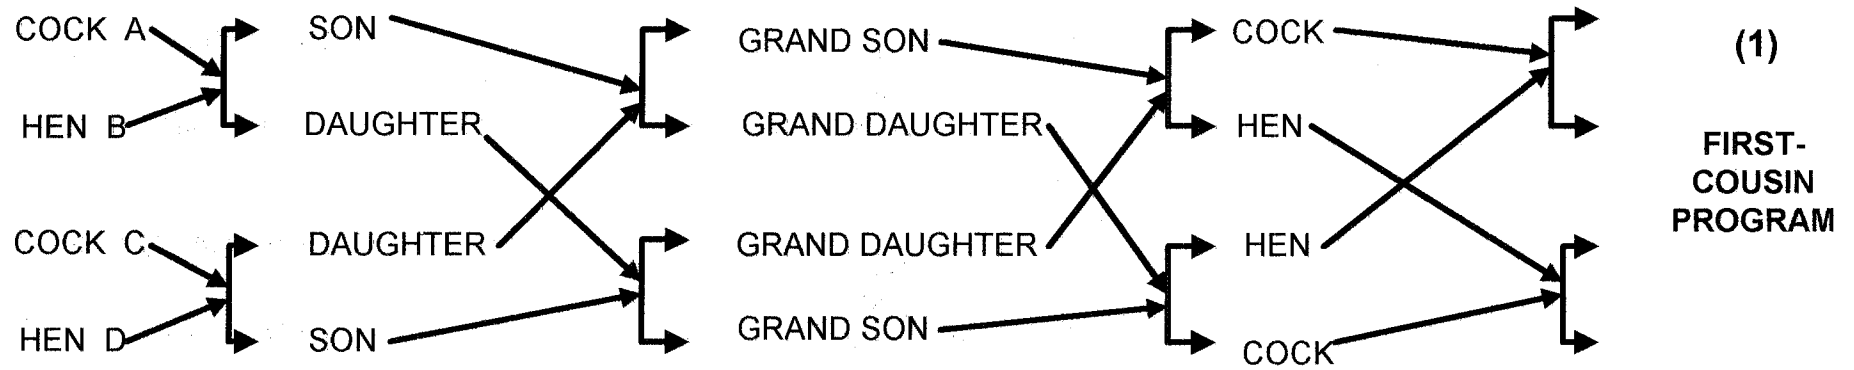 COCK A
HEN B
COCK C
HEN D
SON
DAUGHTER
DAUGHTER
SON
GRAND SON
GRAND DAUGHTER
GRAND DAUGHTER
GRAND SON
COCK
HEN
HEN
COCK
(1)
FIRST-
COUSIN
PROGRAM